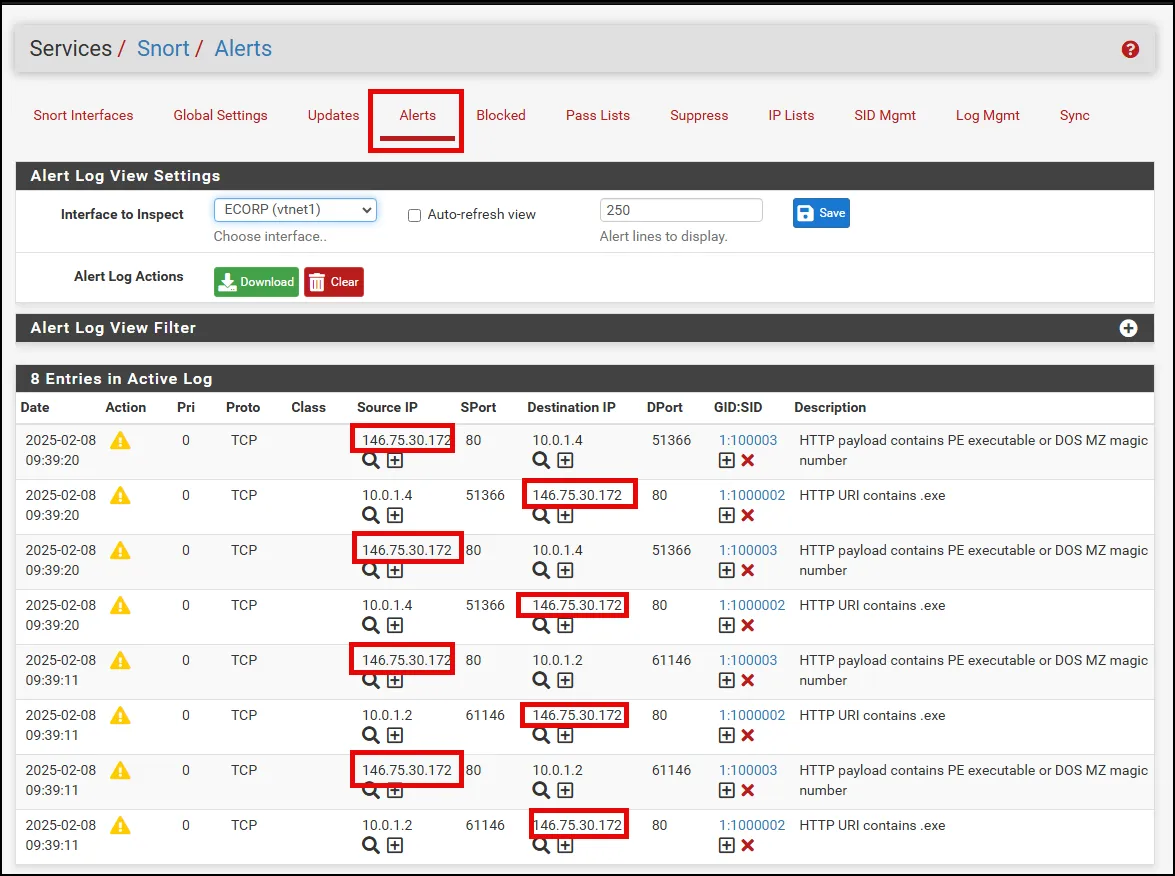 Services / Snort / Alerts
Snort Interfaces Global Settings Updates Alerts Blocked Pass Lists Suppress IP Lists SID Mgmt Log Mgmt Sync
Alert Log View Settings
Interface to Inspect ECORP (vtnet1) Auto-refresh view 250 Save
Choose interface.. Alert lines to display.
Alert Log Actions Download Clear
Alert Log View Filter
8 Entries in Active Log
Date Action Pri Proto Class Source IP SPort Destination IP DPort GID:SID Description
2025-02-08 0 TCP 146.75.30.172 80 10.0.1.4 51366 1:100003 HTTP payload contains PE executable or DOS MZ magic
09:39:20 number
2025-02-08 0 TCP 10.0.1.4 51366 146.75.30.172 80 1:1000002 HTTP URI contains .exe
09:39:20
2025-02-08 0 TCP 146.75.30.172 80 10.0.1.4 51366 1:100003 HTTP payload contains PE executable or DOS MZ magic
09:39:20 number
2025-02-08 0 TCP 10.0.1.4 51366 146.75.30.172 80 1:1000002 HTTP URI contains .exe
09:39:20
2025-02-08 0 TCP 146.75.30.172 80 10.0.1.2 61146 1:100003 HTTP payload contains PE executable or DOS MZ magic
09:39:11 number
2025-02-08 0 TCP 10.0.1.2 61146 146.75.30.172 80 1:1000002 HTTP URI contains .exe
09:39:11
2025-02-08 0 TCP 146.75.30.172 80 10.0.1.2 61146 1:100003 HTTP payload contains PE executable or DOS MZ magic
09:39:11 number
2025-02-08 0 TCP 10.0.1.2 61146 146.75.30.172 80 1:1000002 HTTP URI contains .exe
09:39:11